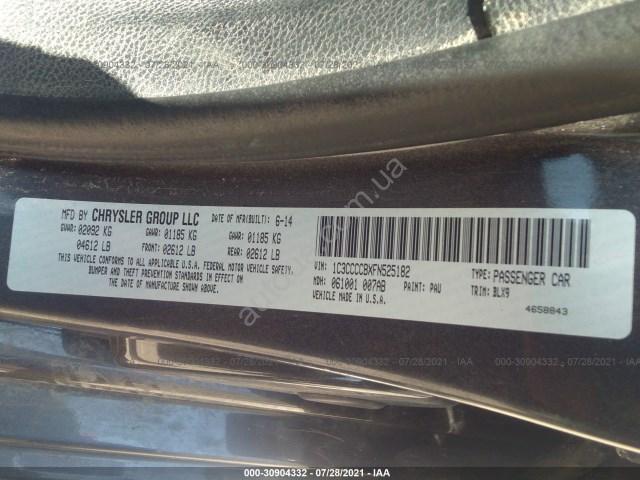 000-30904332 - 07/28/2021 - IAA
000-30904332 - 07/28/2021 - IAA
MFD BY CHRYSLER GROUP LLC DATE OF MFR(BUILT): 6-14
GVWR: 02092 KG GAWR: 01185 KG GAWR: 01185 KG
04612 LB FRONT: 02612 LB REAR: 02612 LB
THIS VEHICLE CONFORMS TO ALL APPLICABLE U.S.A. FEDERAL MOTOR VEHICLE SAFETY,
BUMPER AND THEFT PREVENTION STANDARDS IN EFFECT ON
THE DATE OF MANUFACTURE SHOWN ABOVE.
VIN: 1C3CCCCBXFN525182 TYPE: PASSENGER CAR
MDH: 061001 007AB PAINT: PAU TRIM: BLX9
VEHICLE MADE IN U.S.A. 4658843
000-30904332 - 07/28/2021 - IAA
000-30904332 - 07/28/2021 - IAA
000-30904332 - 07/28/2021 - IAA